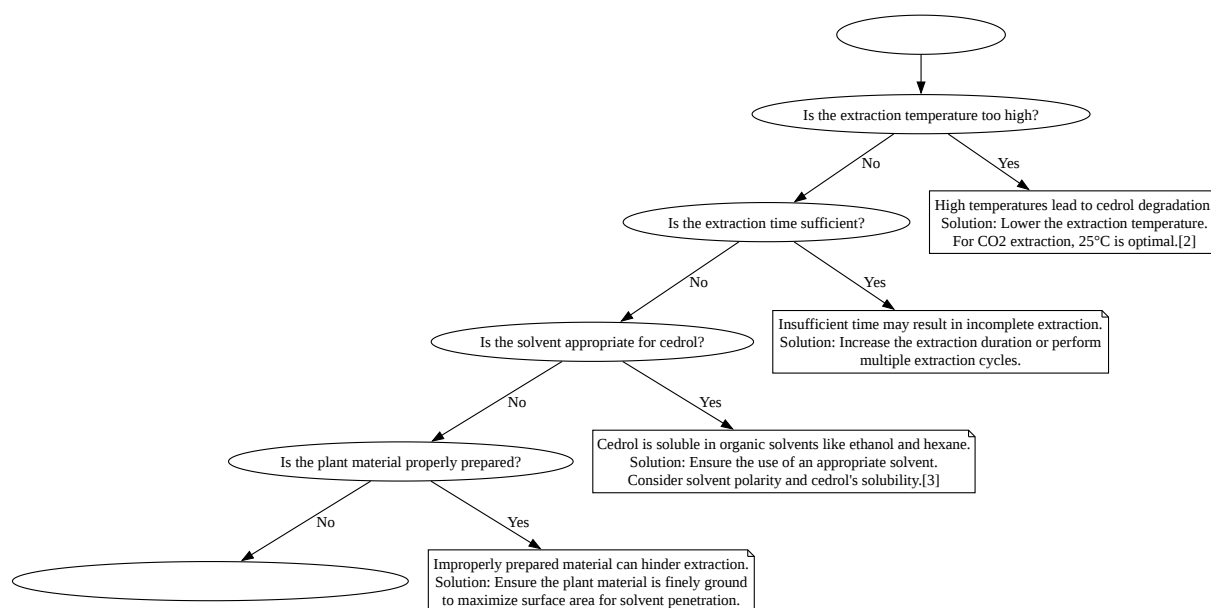 Is the extraction temperature too high?
No
Yes
High temperatures lead to cedrol degradation.
Solution: Lower the extraction temperature.
For CO2 extraction, 25°C is optimal.[2]
Is the extraction time sufficient?
No
Yes
Insufficient time may result in incomplete extraction.
Solution: Increase the extraction duration or perform
multiple extraction cycles.
Is the solvent appropriate for cedrol?
No
Yes
Cedrol is soluble in organic solvents like ethanol and hexane.
Solution: Ensure the use of an appropriate solvent.
Consider solvent polarity and cedrol's solubility.[3]
Is the plant material properly prepared?
No
Yes
Improperly prepared material can hinder extraction.
Solution: Ensure the plant material is finely ground
to maximize surface area for solvent penetration.